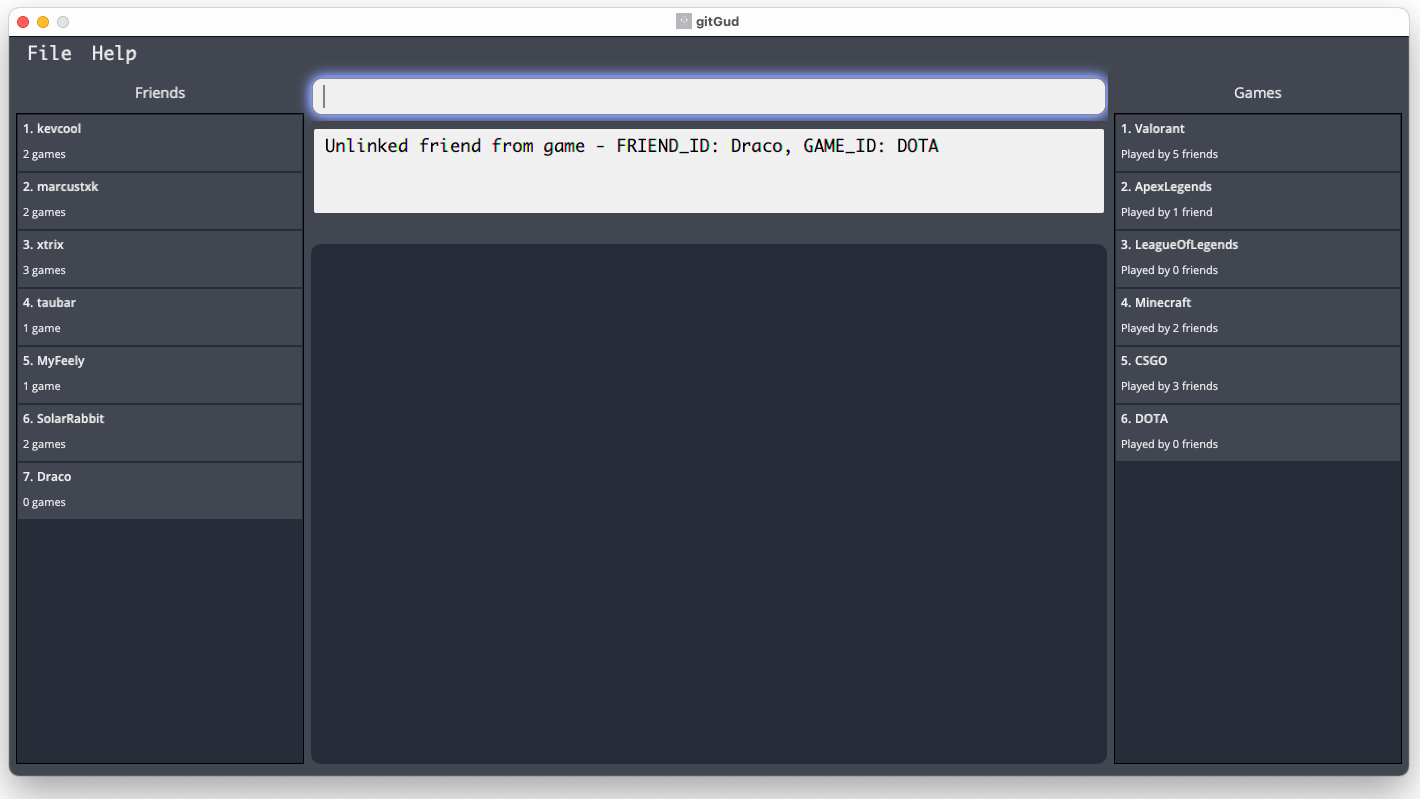 gitGud
File Help
Friends
1. kevcool
2 games
2. marcustxk
2 games
3. xtrix
3 games
4. taubar
1 game
5. MyFeely
1 game
6. SolarRabbit
2 games
7. Draco
0 games
Unlinked friend from game - FRIEND_ID: Draco, GAME_ID: DOTA
Games
1. Valorant
Played by 5 friends
2. ApexLegends
Played by 1 friend
3. LeagueOfLegends
Played by 0 friends
4. Minecraft
Played by 2 friends
5. CSGO
Played by 3 friends
6. DOTA
Played by 0 friends